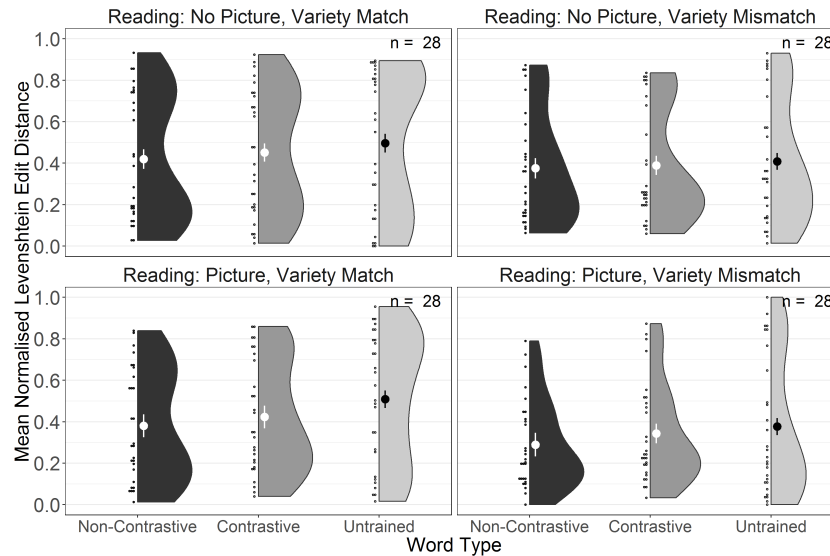 Reading: No Picture, Variety Match
Reading: No Picture, Variety Mismatch
n = 28
n = 28
1.0
0.8
0.6
0.4
0.2
0.0
Reading: Picture, Variety Match
Reading: Picture, Variety Mismatch
n = 28
n = 28
1.0
0.8
0.6
0.4
0.2
0.0
Mean Normalised Levenshtein Edit Distance
Non-Contrastive
Contrastive
Untrained
Non-Contrastive
Contrastive
Untrained
Word Type